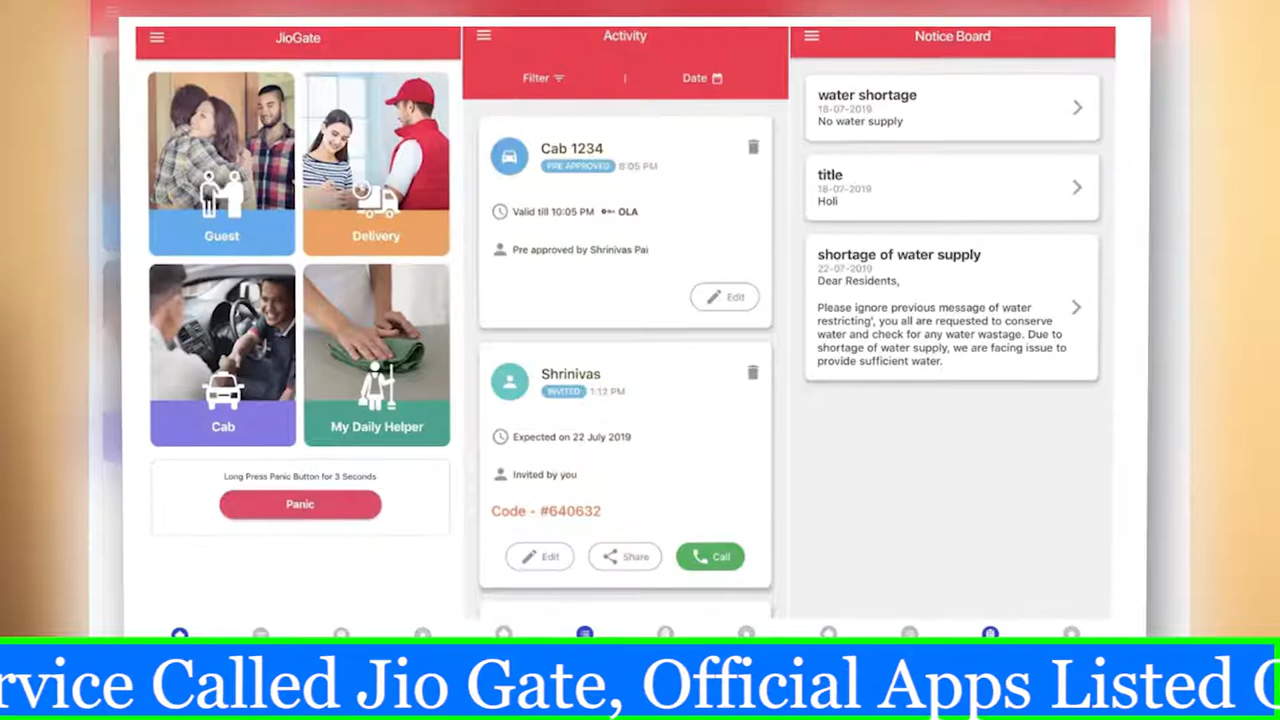 JioGate
Guest
Delivery
Cab
My Daily Helper
Long Press Panic Button for 3 Seconds
Panic
Activity
Filter
Date
Cab 1234
PRE APPROVED 8:05 PM
Valid till 10:05 PM OLA
Pre approved by Shrinivas Pai
Edit
Shrinivas
INVITED 1:12 PM
Expected on 22 July 2019
Invited by you
Code - #640632
Edit
Share
Call
Notice Board
water shortage
18-07-2019
No water supply
title
18-07-2019
Holi
shortage of water supply
22-07-2019
Dear Residents,
Please ignore previous message of water
restricting', you all are requested to conserve
water and check for any water wastage. Due to
shortage of water supply, we are facing issue to
provide sufficient water.
rvice Called Jio Gate, Official Apps Listed